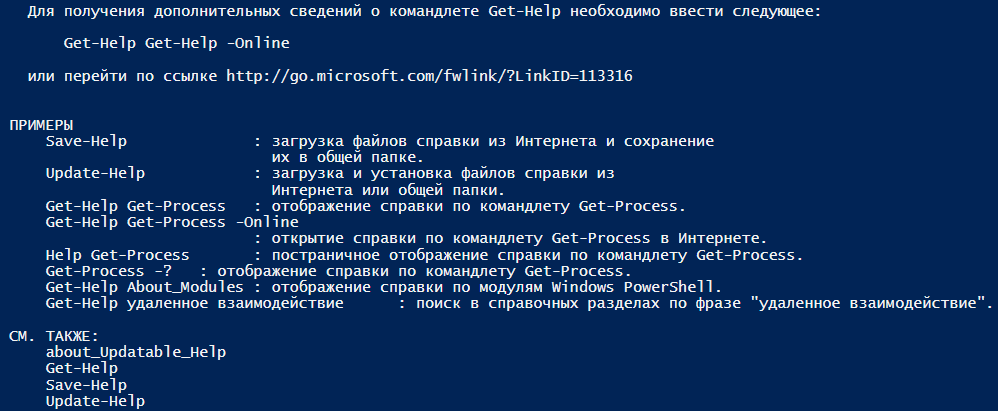 Для получения дополнительных сведений о командлете Get-Help необходимо ввести следующее:
Get-Help Get-Help -Online
или перейти по ссылке http://go.microsoft.com/fwlink/?LinkID=113316
ПРИМЕРЫ
Save-Help : загрузка файлов справки из Интернета и сохранение
их в общей папке.
Update-Help : загрузка и установка файлов справки из
Интернета или общей папки.
Get-Help Get-Process : отображение справки по командлету Get-Process.
Get-Help Get-Process -Online
: открытие справки по командлету Get-Process в Интернете.
Help Get-Process : постраничное отображение справки по командлету Get-Process.
Get-Process -? : отображение справки по командлету Get-Process.
Get-Help About_Modules : отображение справки по модулям Windows PowerShell.
Get-Help удаленное взаимодействие : поиск в справочных разделах по фразе "удаленное взаимодействие".
СМ. ТАКЖЕ:
about_Updatable_Help
Get-Help
Save-Help
Update-Help